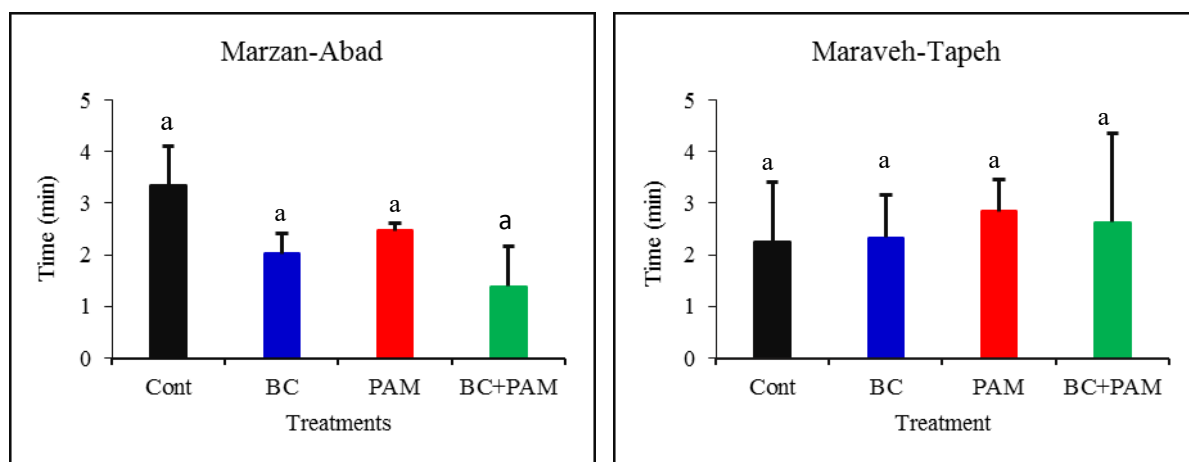 Marzan-Abad
Time (min)
5
4
3
2
1
0
a
a
a
a
Cont BC PAM BC+PAM
Treatments
Maraveh-Tapeh
Time (min)
5
4
3
2
1
0
a
a
a
a
Cont BC PAM BC+PAM
Treatment